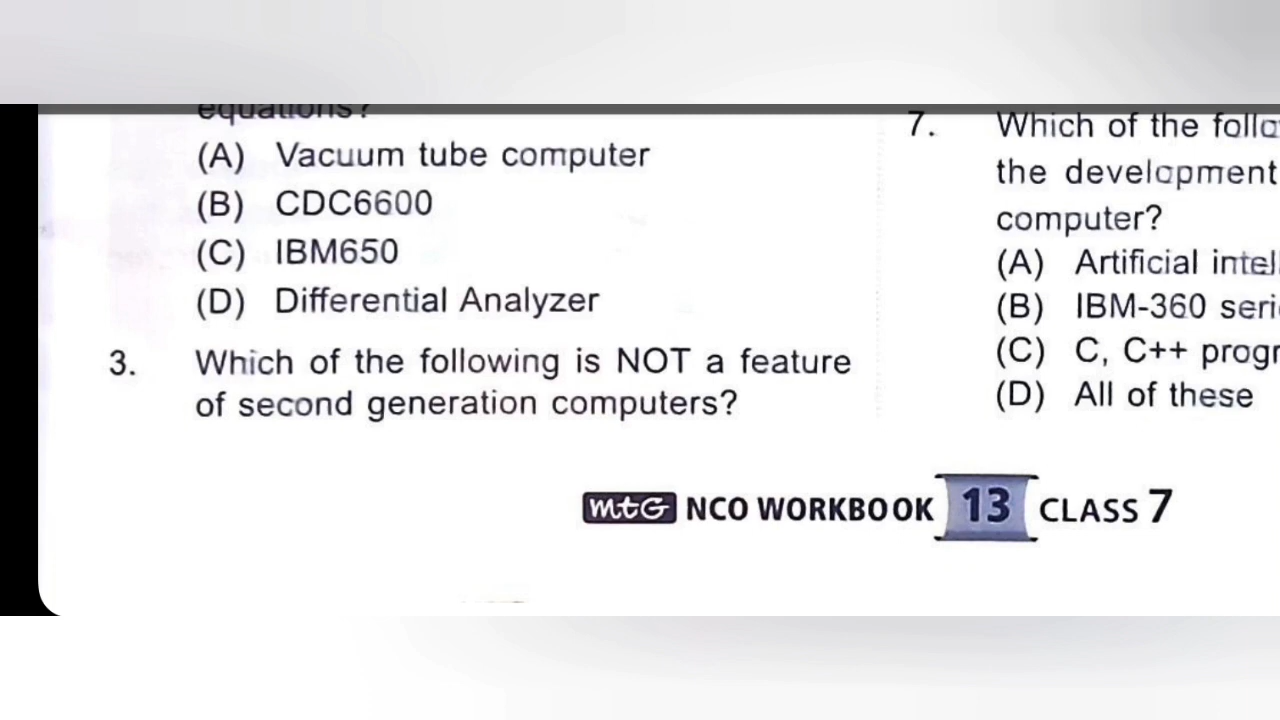 equations?
(A) Vacuum tube computer
(B) CDC6600
(C) IBM650
(D) Differential Analyzer
3. Which of the following is NOT a feature
of second generation computers?
7. Which of the
the development
computer?
(A) Artificial
(B) IBM-360
(C) C, C++
(D) All of these
mtG NCO WORKBOOK 13 CLASS 7